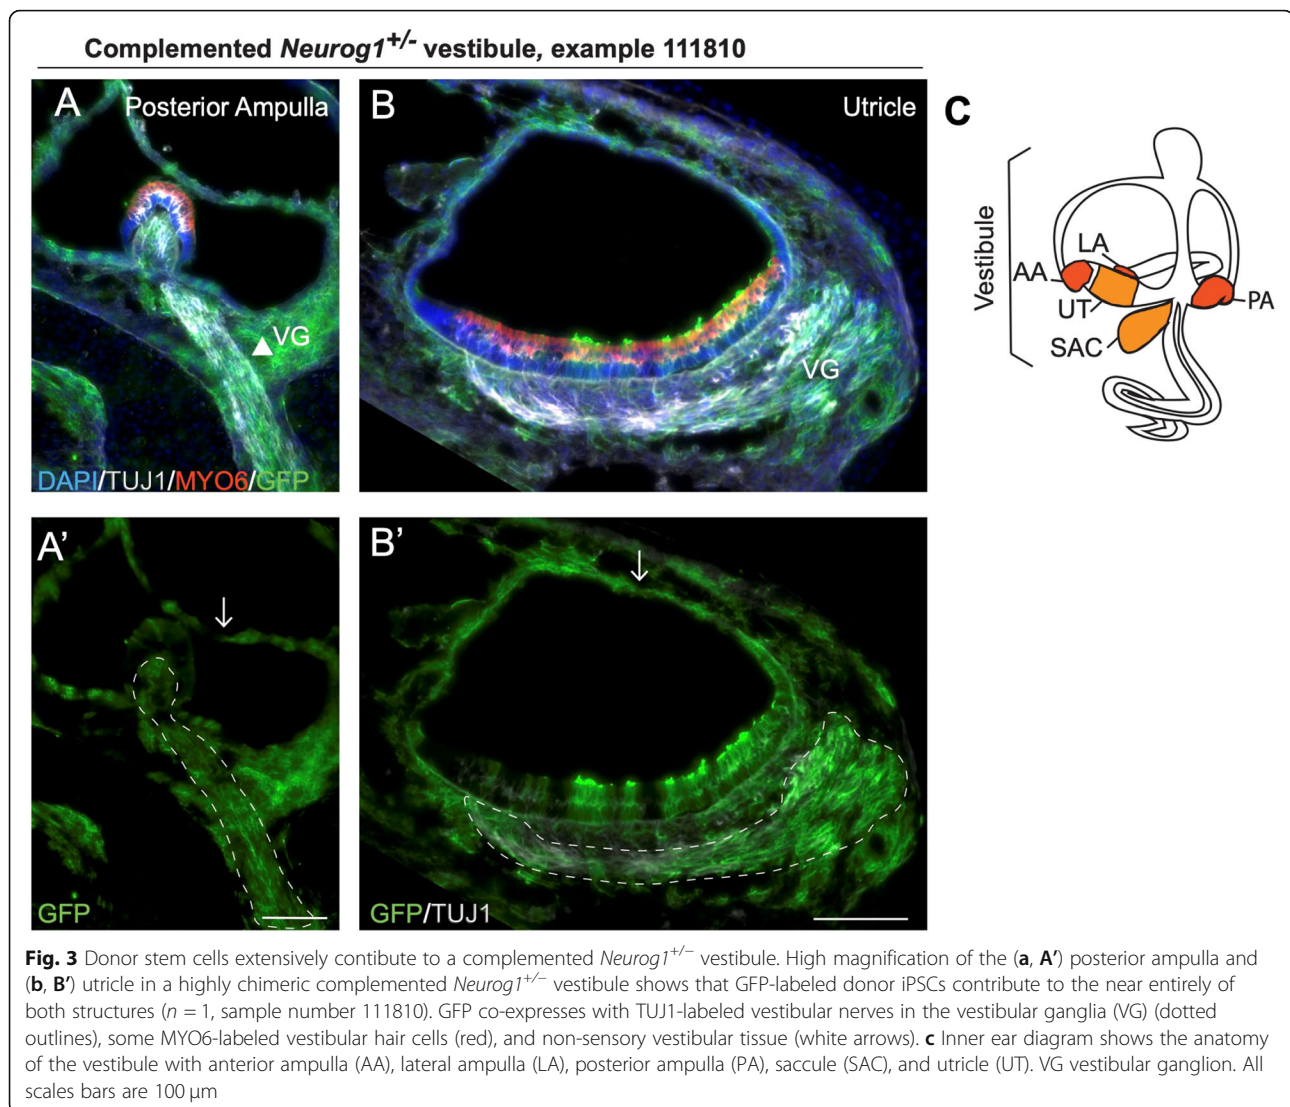 Complemented Neurog1+/- vestibule, example 111810
A
Posterior Ampulla
VG
DAPI/TUJ1/MYO6/GFP
B
Utricle
VG
C
Vestibule
LA
AA
UT
PA
SAC
A'
GFP
B'
GFP/TUJ1
Fig. 3 Donor stem cells extensively contibute to a complemented Neurog1+/− vestibule. High magnification of the (a, A') posterior ampulla and
(b, B') utricle in a highly chimeric complemented Neurog1+/− vestibule shows that GFP-labeled donor iPSCs contribute to the near entirely of
both structures (n = 1, sample number 111810). GFP co-expresses with TUJ1-labeled vestibular nerves in the vestibular ganglia (VG) (dotted
outlines), some MYO6-labeled vestibular hair cells (red), and non-sensory vestibular tissue (white arrows). c Inner ear diagram shows the anatomy
of the vestibule with anterior ampulla (AA), lateral ampulla (LA), posterior ampulla (PA), saccule (SAC), and utricle (UT). VG vestibular ganglion. All
scales bars are 100 μm